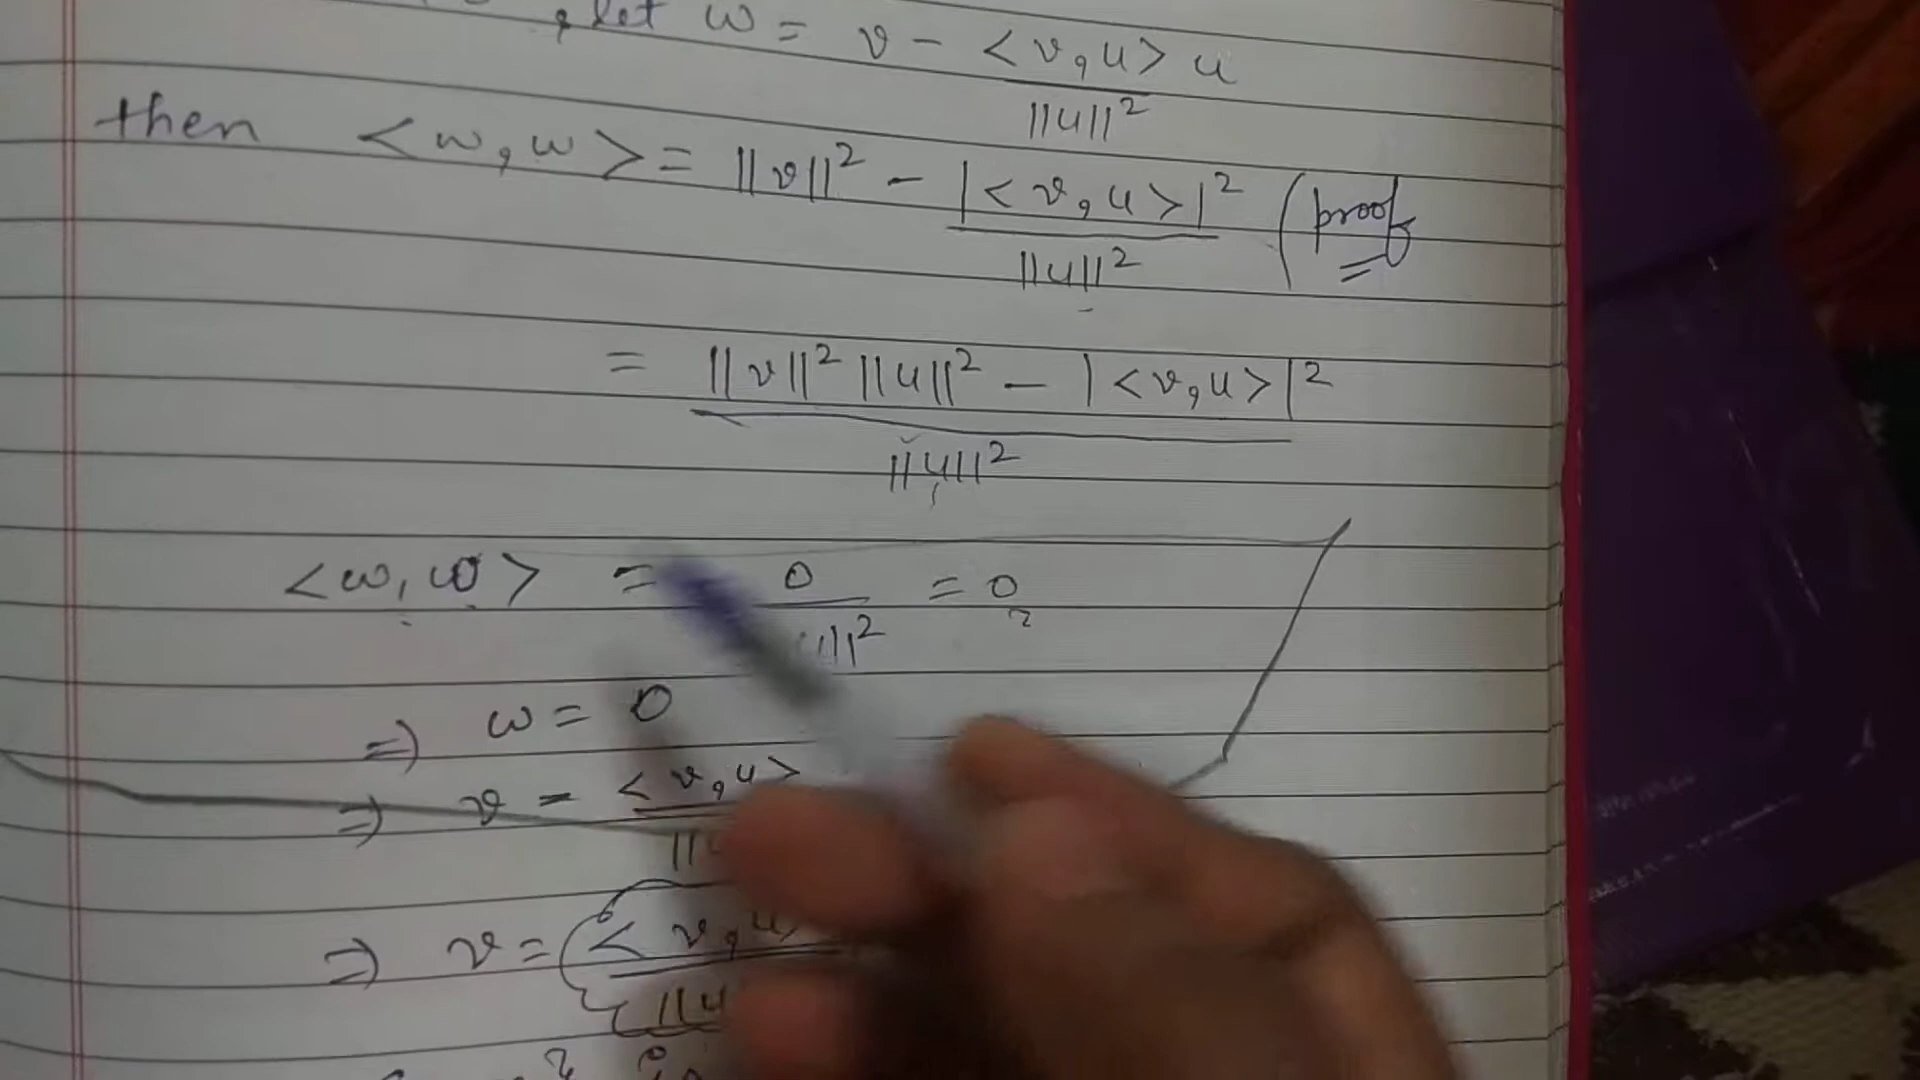 , let w = v - <v,u> u
||u||²
then <w,w> = ||v||² - |<v,u>|² (proof
||u||²
= ||v||² ||u||² - |<v,u>|²
||u||²
<w,w> = 0 = 0,
||²
⇒ w = 0
⇒ v = <v,u>
||u
⇒ v = (<v,u>
||u